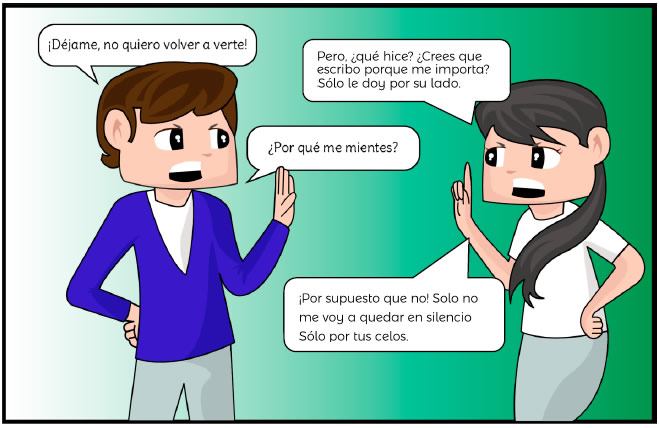 ¡Déjame, no quiero volver a verte!
Pero, ¿qué hice? ¿Crees que
escribo porque me importa?
Sólo le doy por su lado.
¿Por qué me mientes?
¡Por supuesto que no! Solo no
me voy a quedar en silencio
Sólo por tus celos.